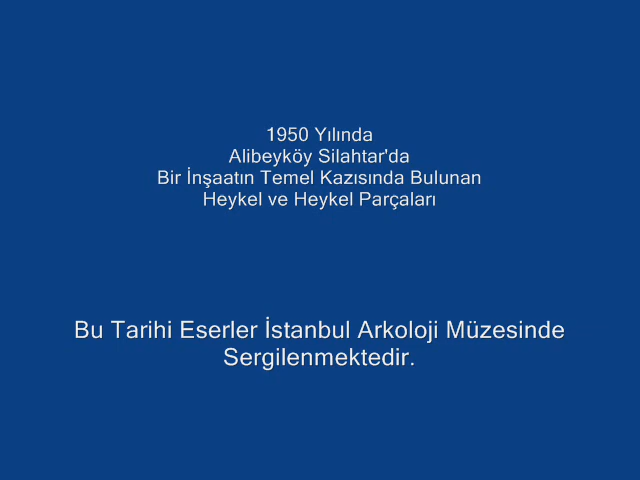 1950 Yılında
Alibeyköy Silahtar'da
Bir İnşaatın Temel Kazısında Bulunan
Heykel ve Heykel Parçaları
Bu Tarihi Eserler İstanbul Arkoloji Müzesinde
Sergilenmektedir.